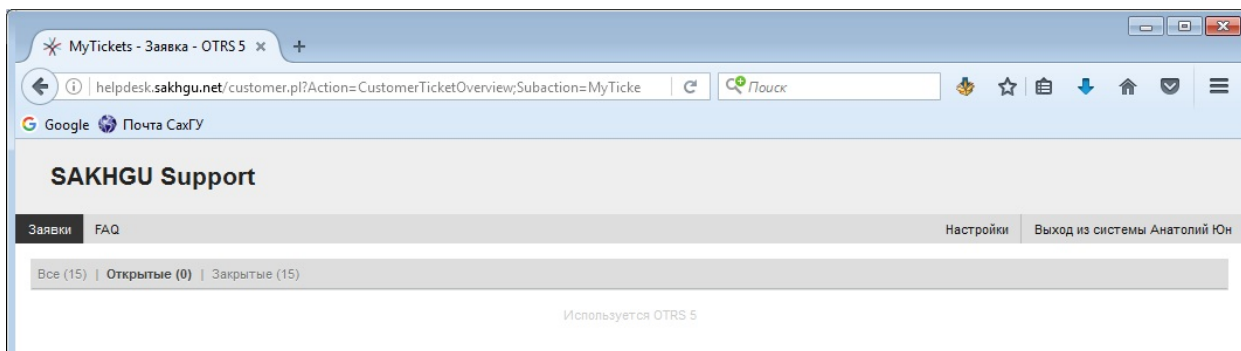 MyTickets - Заявка - OTRS 5
helpdesk.sakhgu.net/customer.pl?Action=CustomerTicketOverview;Subaction=MyTicke
Поиск
Google Почта СахГУ
SAKHGU Support
Заявки FAQ Настройки Выход из системы Анатолий Юн
Все (15) | Открытые (0) | Закрытые (15)
Используется OTRS 5